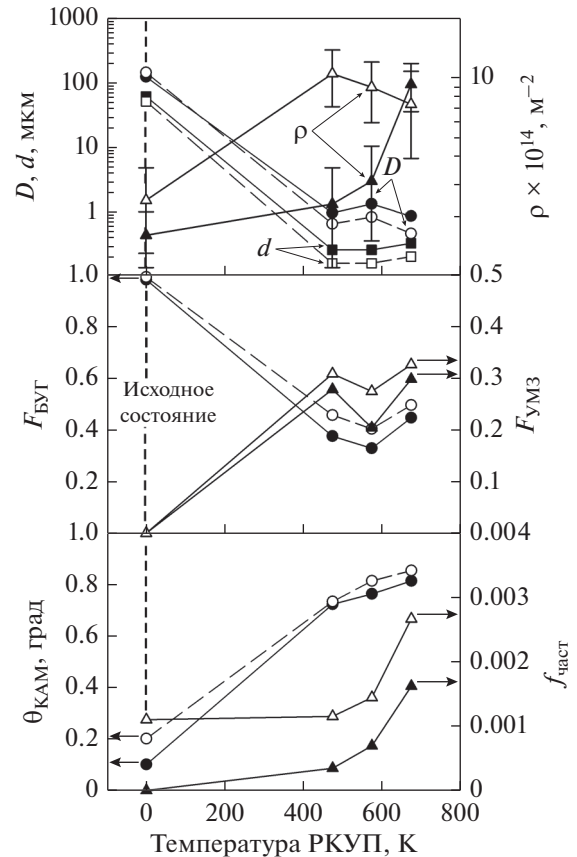 1000
100
10
1
0.1
D, d, мкм
10
ρ × 10¹⁴, м⁻²
ρ
D
d
1.0
0.8
0.6
0.4
0.2
F_БУГ
Исходное
состояние
0.5
0.4
0.3
0.2
0.1
F_УМЗ
1.0
0.8
0.6
0.4
0.2
0
θ_КАМ, град
0.004
0.003
0.002
0.001
0
f_част
0
200
400
600
800
Температура РКУП, К